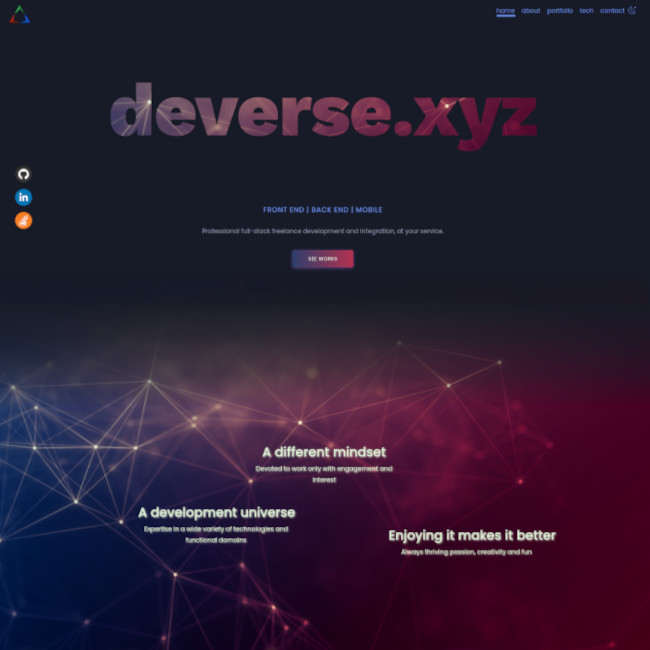 home about portfolio tech contact
deverse.xyz
FRONT END | BACK END | MOBILE
Professional full-stack freelance development and integration, at your service.
SEE WORKS
A different mindset
Devoted to work only with engagement and
interest
A development universe
Expertise in a wide variety of technologies and
functional domains
Enjoying it makes it better
Always thriving passion, creativity and fun